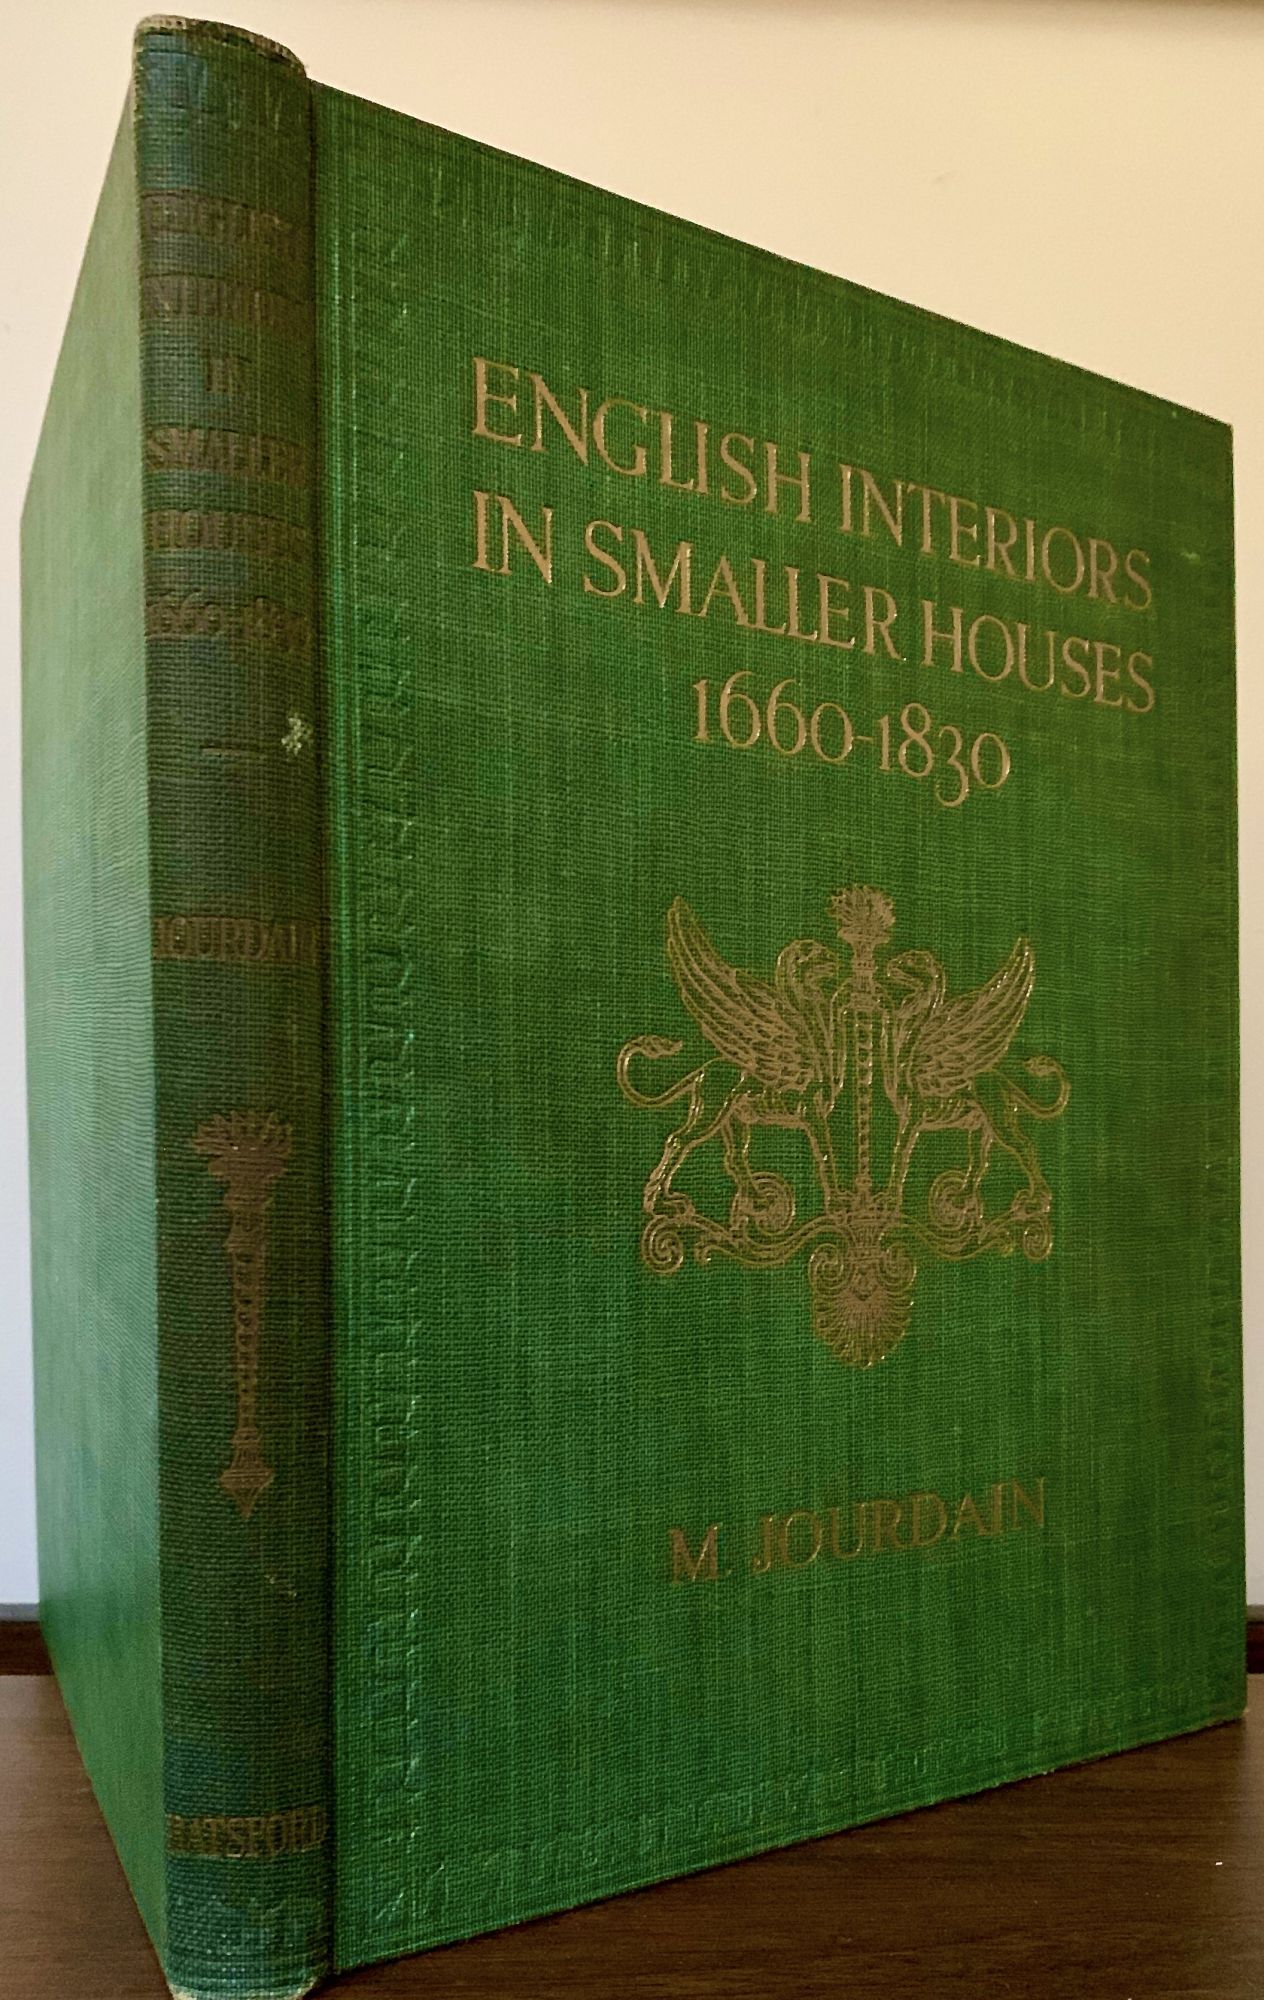 ENGLISH
INTERIORS
IN
SMALLER
HOUSES
1660-1830
JOURDAIN
BATSFORD
ENGLISH INTERIORS
IN SMALLER HOUSES
1660-1830
M. JOURDAIN